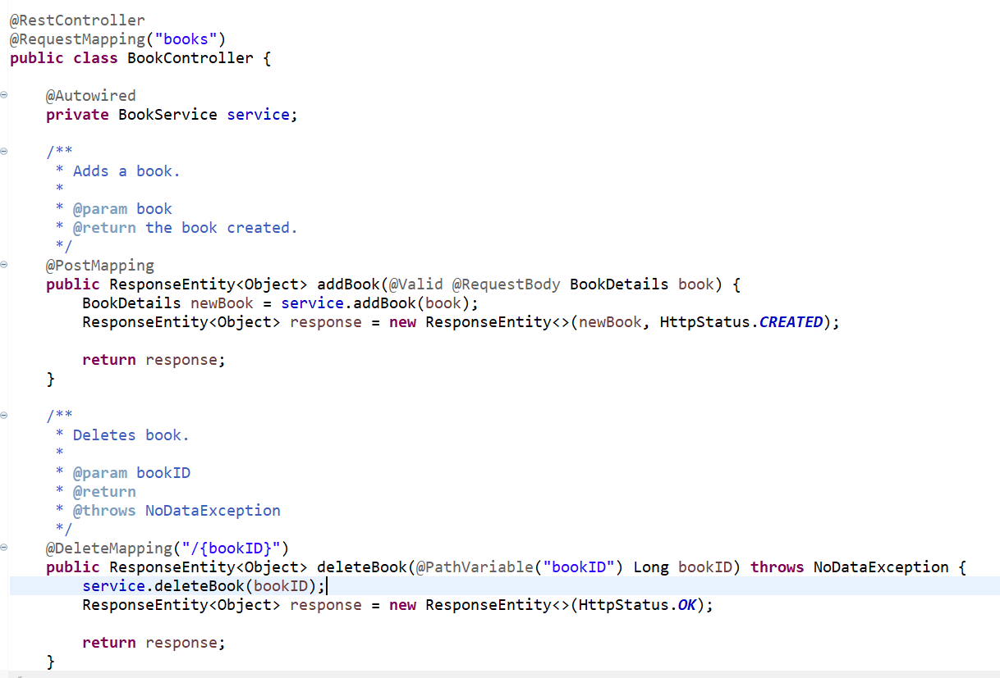 @RestController
@RequestMapping("books")
public class BookController {
@Autowired
private BookService service;
/**
* Adds a book.
*
* @param book
* @return the book created.
*/
@PostMapping
public ResponseEntity<Object> addBook(@Valid @RequestBody BookDetails book) {
BookDetails newBook = service.addBook(book);
ResponseEntity<Object> response = new ResponseEntity<>(newBook, HttpStatus.CREATED);
return response;
}
/**
* Deletes book.
*
* @param bookID
* @return
* @throws NoDataException
*/
@DeleteMapping("/{bookID}")
public ResponseEntity<Object> deleteBook(@PathVariable("bookID") Long bookID) throws NoDataException {
service.deleteBook(bookID);
ResponseEntity<Object> response = new ResponseEntity<>(HttpStatus.OK);
return response;
}